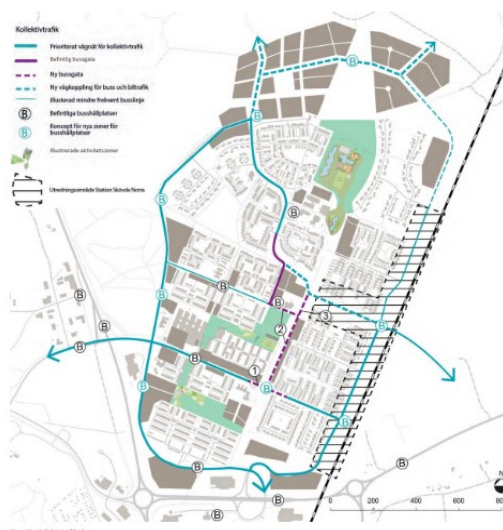 Kollektivtrafik
Prioriterat vägnät för kollektivtrafik
Befintlig bussgata
Ny bussgata
Ny vägkoppling för buss och biltrafik
Illustrerad mindre frekvent busslinje
B Befintliga busshållplatser
B Koncept för nya zoner för
busshållplatser
Illustrerade aktivitetszoner
Utredningsområde Station Skövde Norra
B
B
B
B
B
B
B
B
B
2
3
B
B
B
B
1
B
B
B
B
B
B
N
0 200 400 600